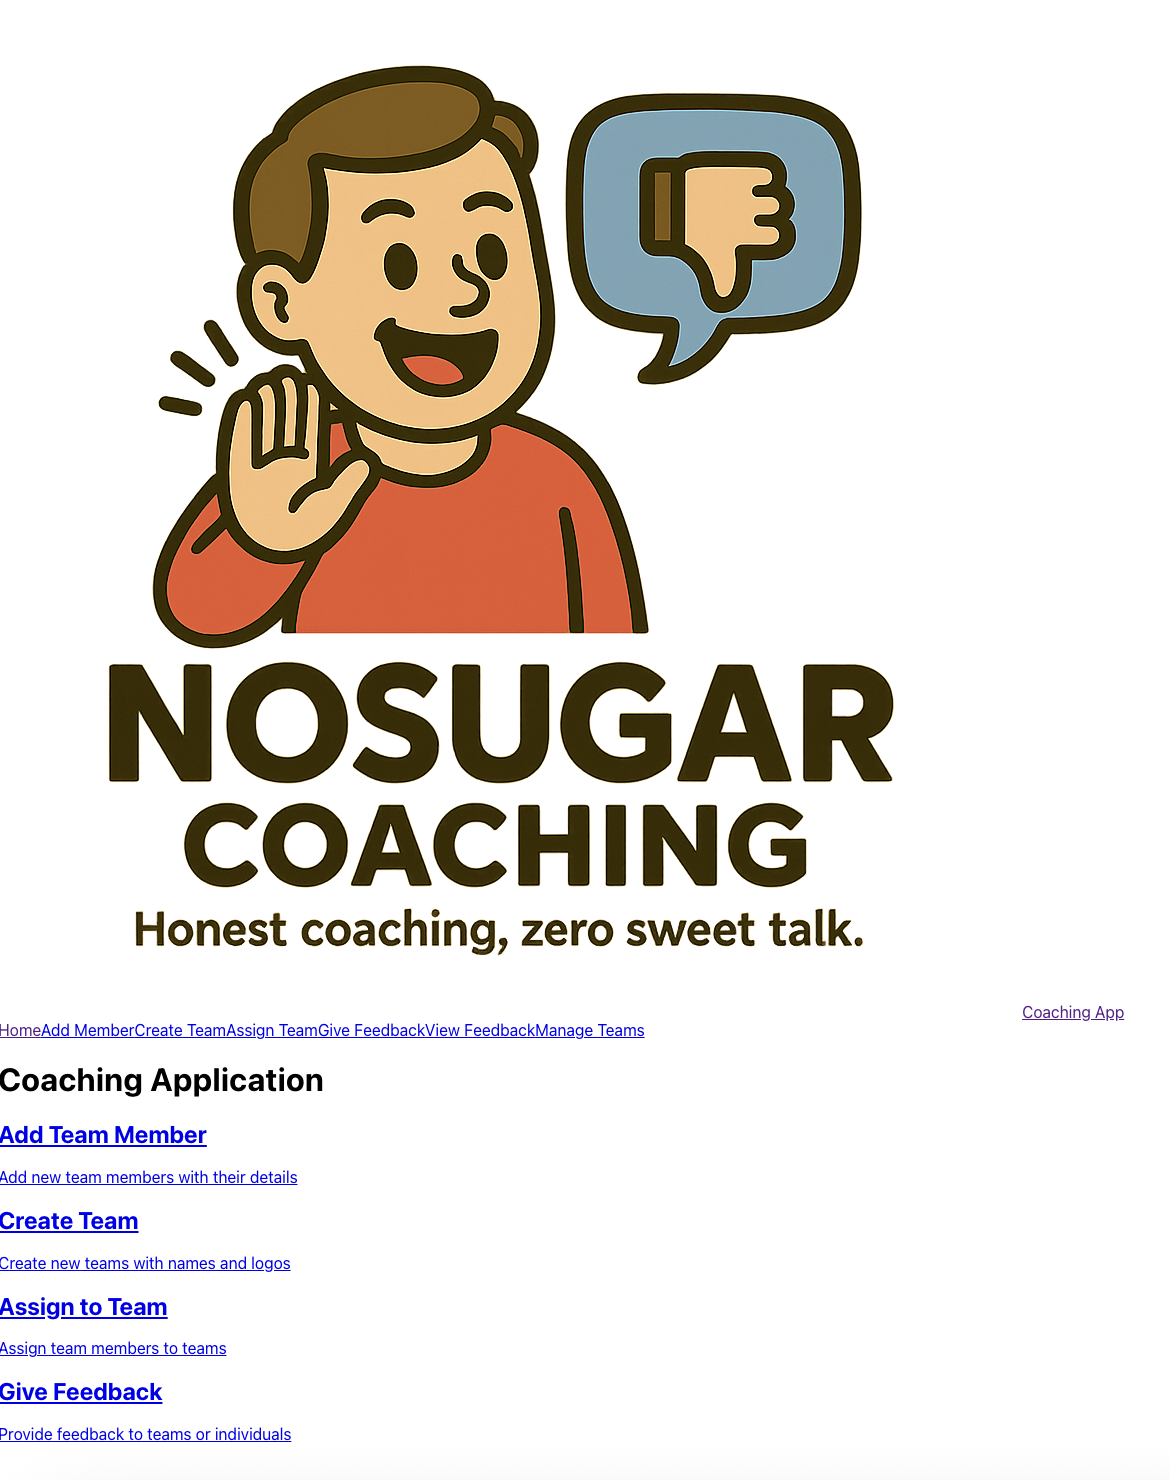 NOSUGAR
COACHING
Honest coaching, zero sweet talk.
Coaching App
HomeAdd MemberCreate TeamAssign TeamGive FeedbackView FeedbackManage Teams
Coaching Application
Add Team Member
Add new team members with their details
Create Team
Create new teams with names and logos
Assign to Team
Assign team members to teams
Give Feedback
Provide feedback to teams or individuals